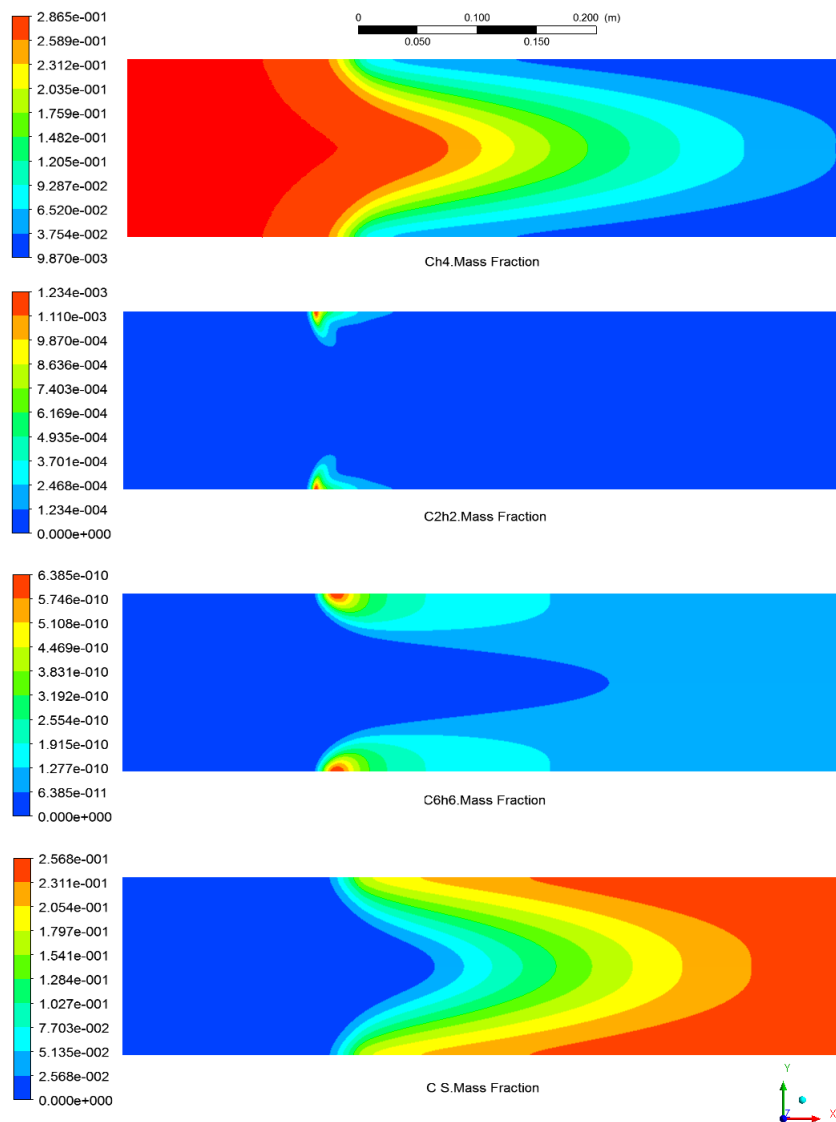 0 0.100 0.200 (m)
0.050 0.150
2.865e-001
2.589e-001
2.312e-001
2.035e-001
1.759e-001
1.482e-001
1.205e-001
9.287e-002
6.520e-002
3.754e-002
9.870e-003
Ch4.Mass Fraction
1.234e-003
1.110e-003
9.870e-004
8.636e-004
7.403e-004
6.169e-004
4.935e-004
3.701e-004
2.468e-004
1.234e-004
0.000e+000
C2h2.Mass Fraction
6.385e-010
5.746e-010
5.108e-010
4.469e-010
3.831e-010
3.192e-010
2.554e-010
1.915e-010
1.277e-010
6.385e-011
0.000e+000
C6h6.Mass Fraction
2.568e-001
2.311e-001
2.054e-001
1.797e-001
1.541e-001
1.284e-001
1.027e-001
7.703e-002
5.135e-002
2.568e-002
0.000e+000
C S.Mass Fraction
Y
Z X